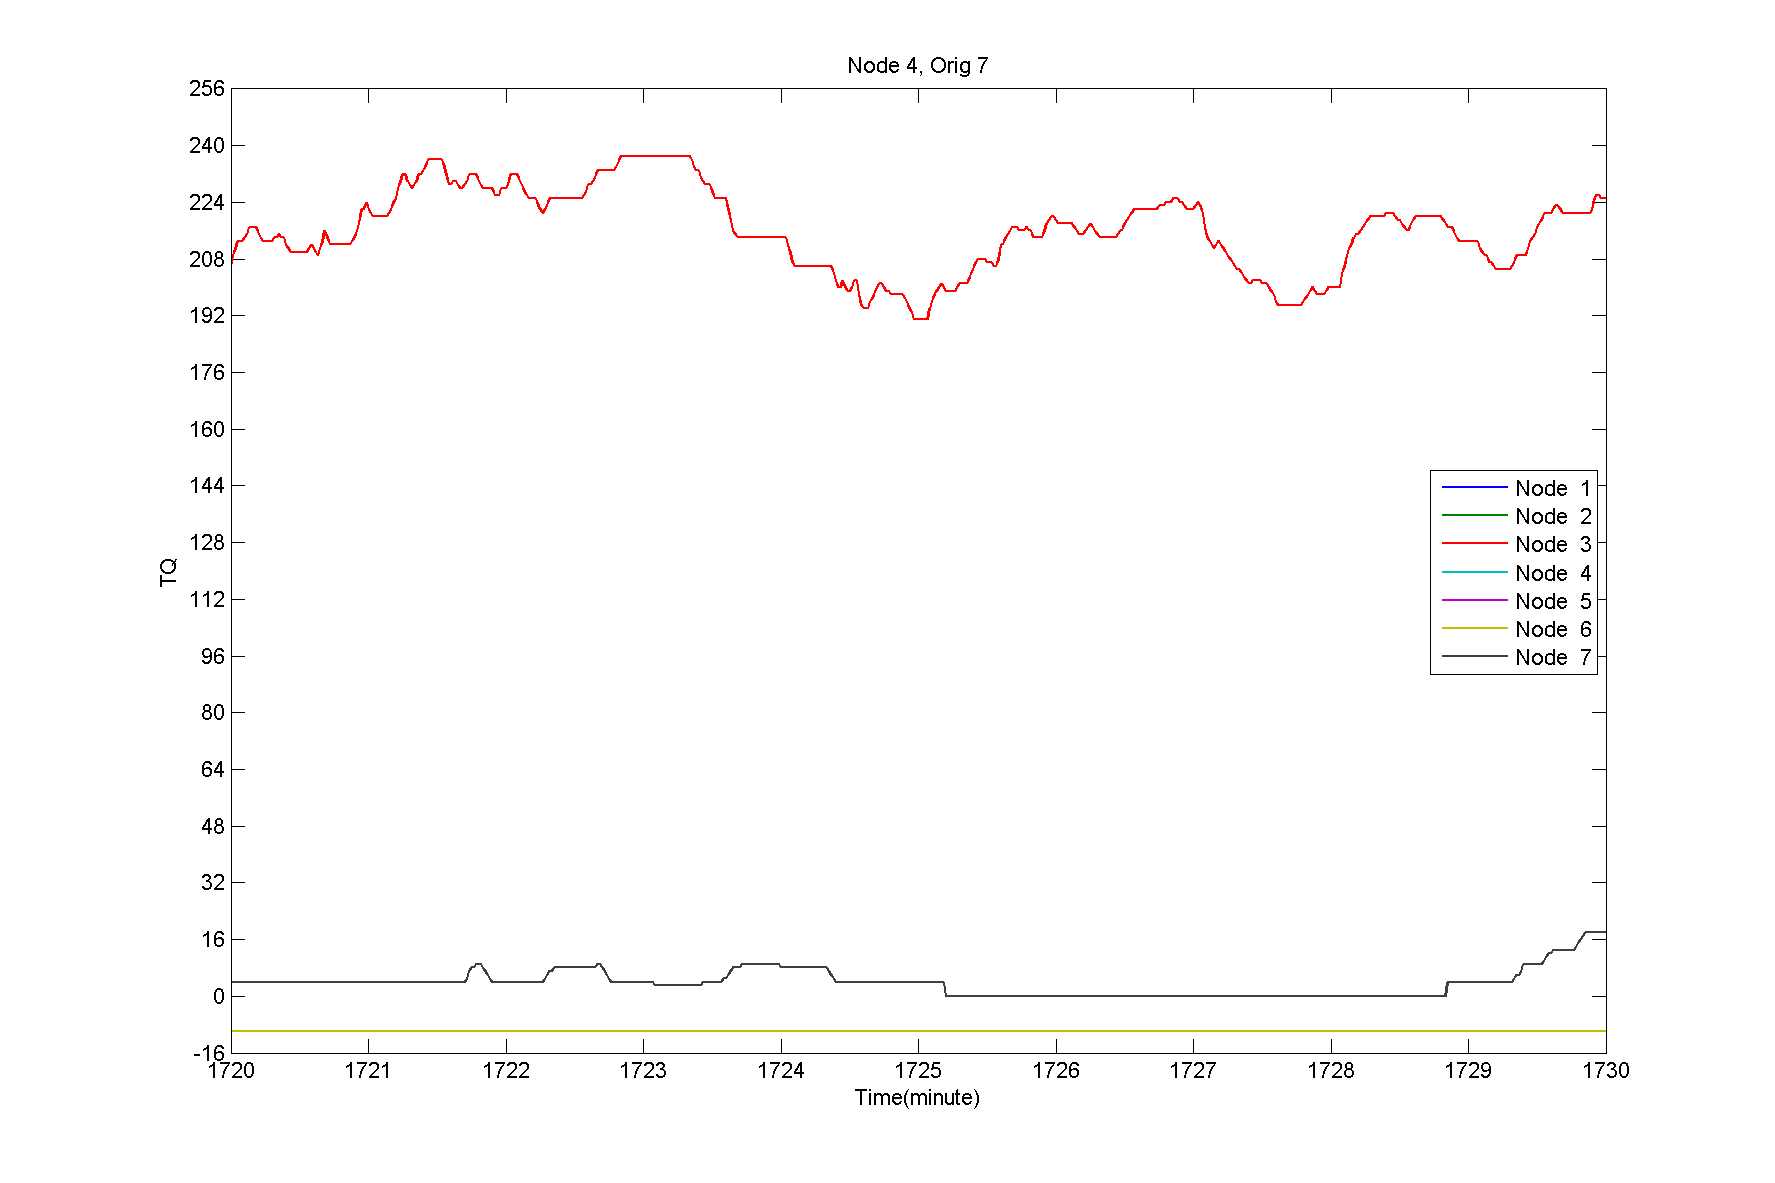 Node 4, Orig 7
256
240
224
208
192
176
160
144
128
112
96
80
64
48
32
16
0
-16
TQ
Node 1
Node 2
Node 3
Node 4
Node 5
Node 6
Node 7
1720 1721 1722 1723 1724 1725 1726 1727 1728 1729 1730
Time(minute)